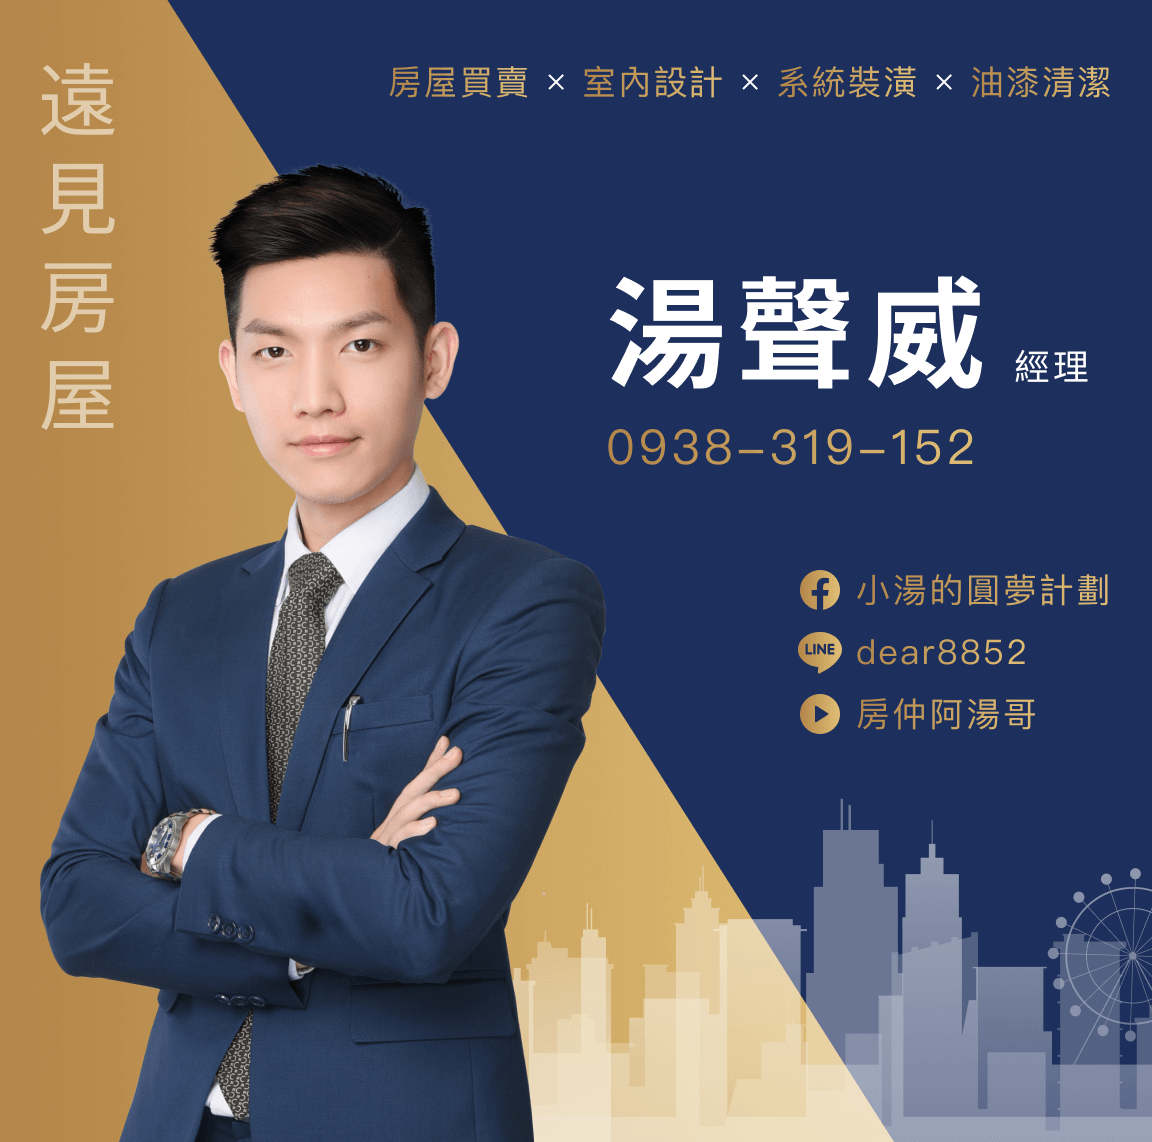 遠見房屋
房屋買賣 × 室內設計 × 系統裝潢 × 油漆清潔
湯聲威 經理
0938-319-152
小湯的圓夢計劃
LINE dear8852
房仲阿湯哥